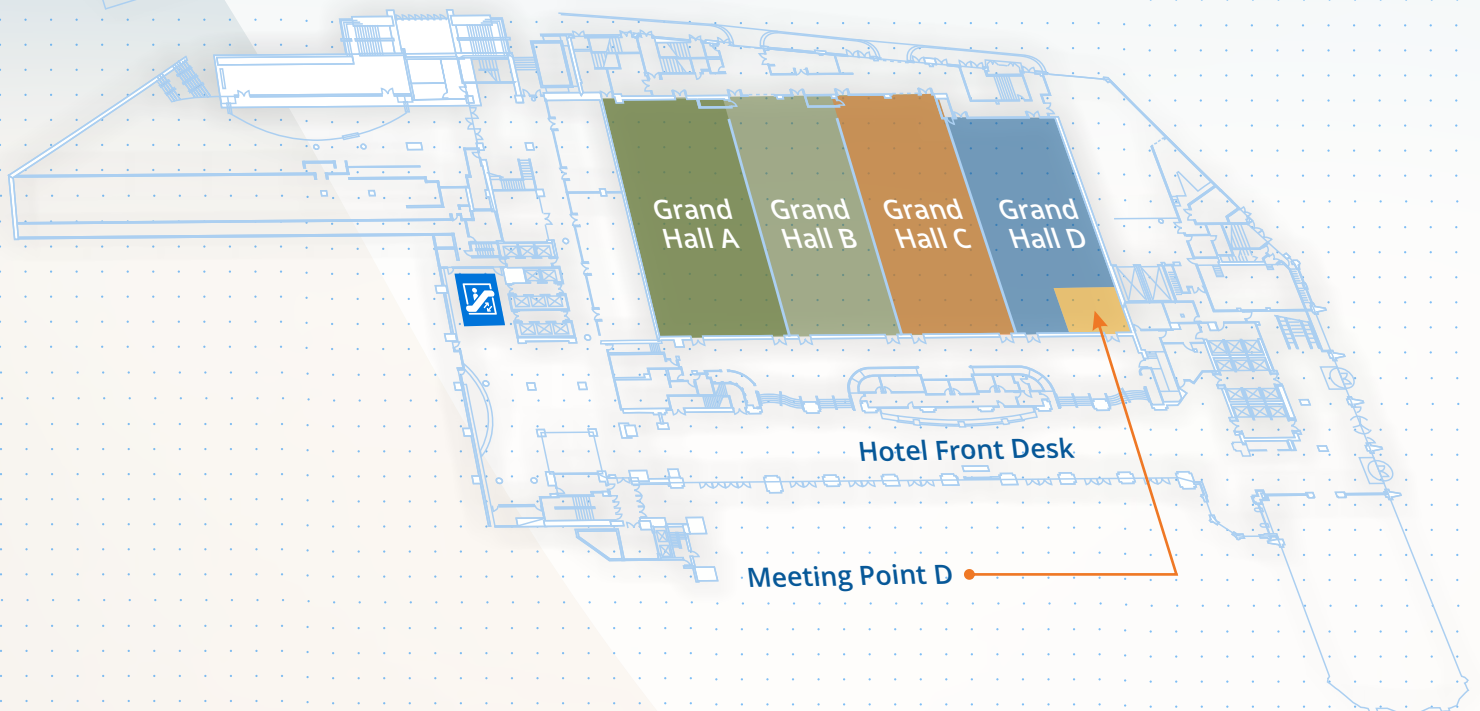 Grand
Hall A
Grand
Hall B
Grand
Hall C
Grand
Hall D
Hotel Front Desk
Meeting Point D